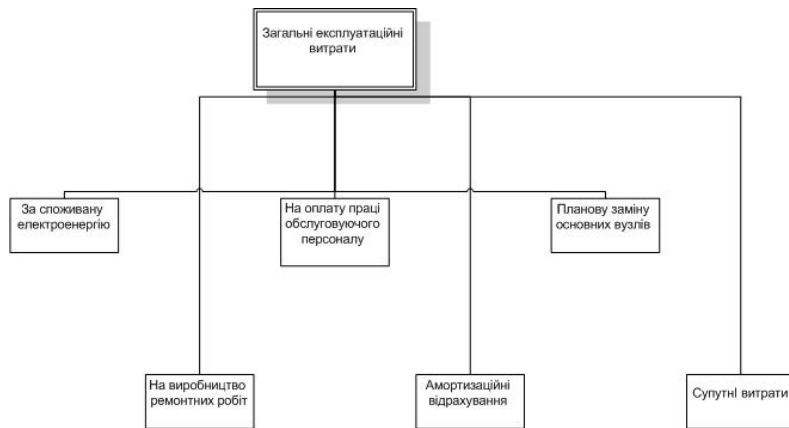 Загальні експлуатаційні
витрати
За споживану
електроенергію
На оплату праці
обслуговуючого
персоналу
Планову заміну
основних вузлів
На виробництво
ремонтних робіт
Амортизаційні
відрахування
СупутнІ витрати